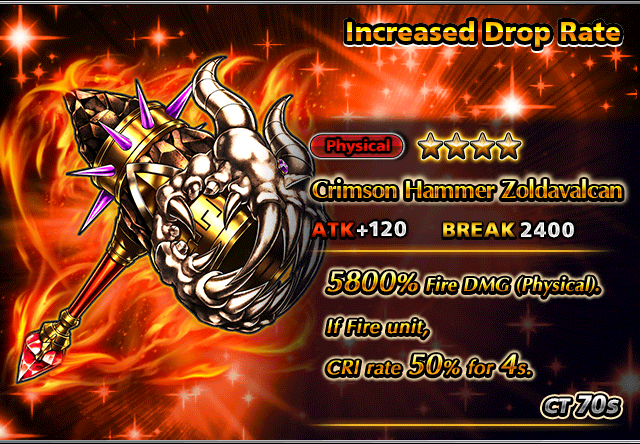 Increased Drop Rate
Physical
Crimson Hammer Zoldavalcan
ATK+120 BREAK 2400
5800% Fire DMG (Physical).
If Fire unit,
CRI rate 50% for 4s.
CT 70s